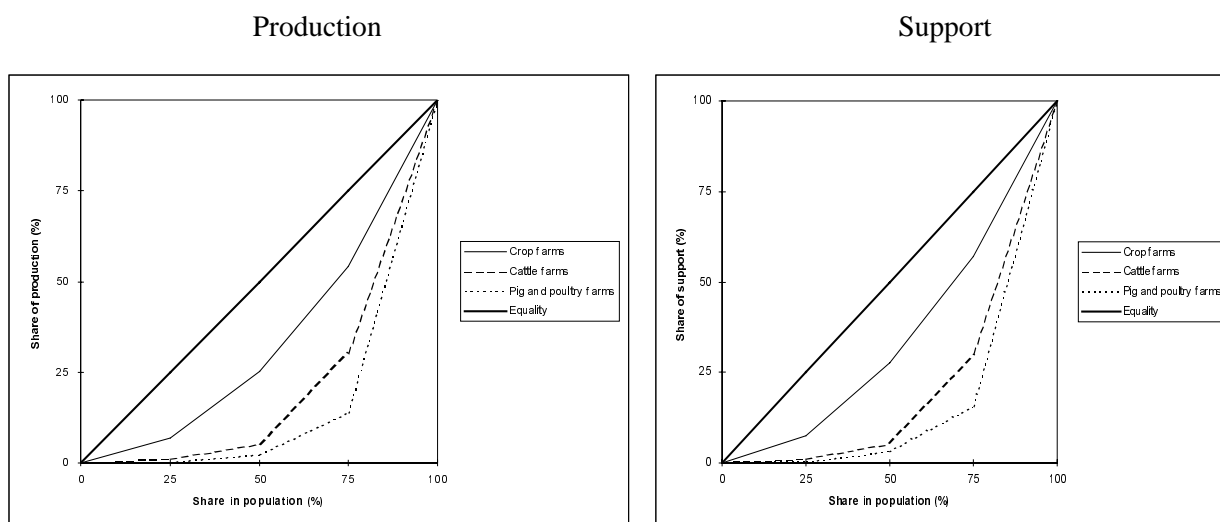 Production
Support
100
75
50
25
0
Share of production (%)
0 25 50 75 100
Share in population (%)
Crop farms
Cattle farms
Pig and poultry farms
Equality
100
75
50
25
0
Share of support (%)
0 25 50 75 100
Share in population (%)
Crop farms
Cattle farms
Pig and poultry farms
Equality